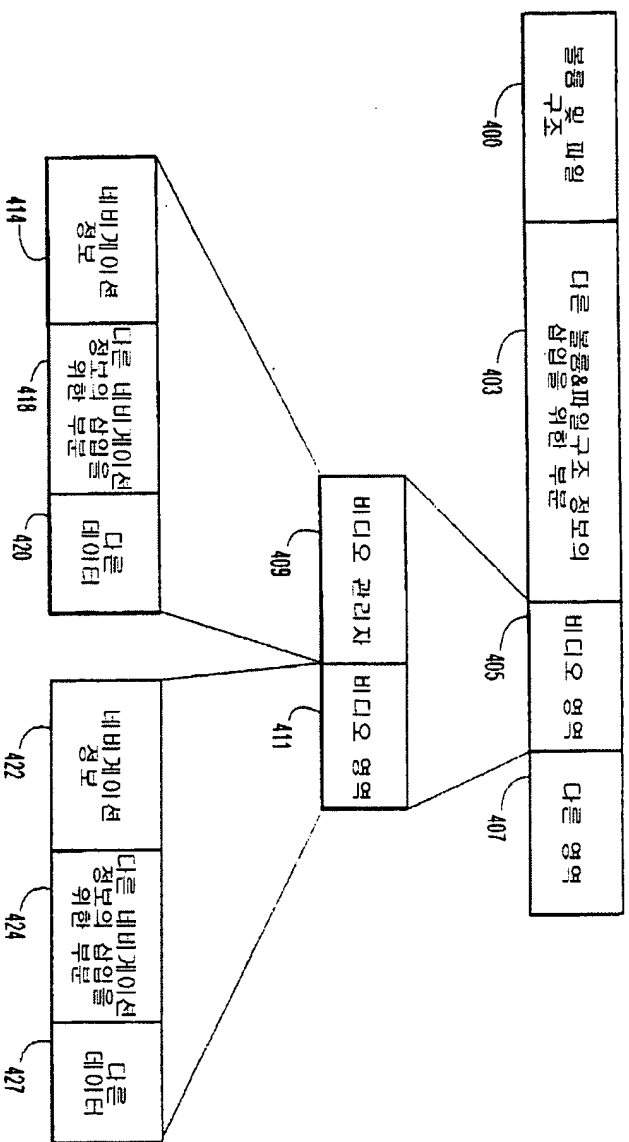 볼륨 및 파일
구조
400
다른 볼륨&파일구조 정보의
삽입을 위한 부분
403
비디오 영역
405
다른 영역
407
비디오 관리자
409
비디오 영역
411
네비게이션
정보
414
다른 네비게이션
정보의 삽입을
위한 부분
418
다른
데이터
420
네비게이션
정보
422
다른 네비게이션
정보의 삽입을
위한 부분
424
다른
데이터
427